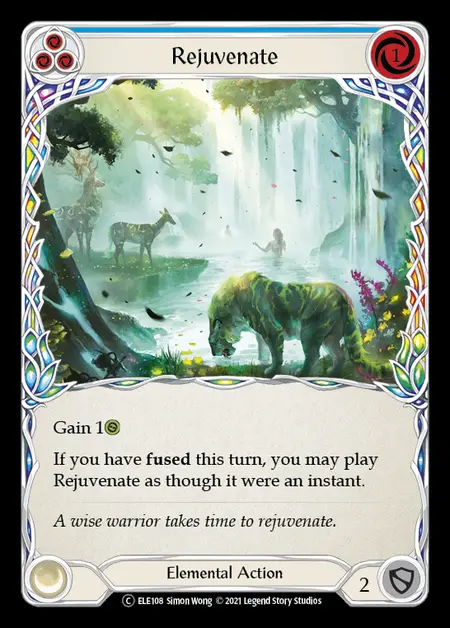 Rejuvenate
1
Gain 1
If you have fused this turn, you may play
Rejuvenate as though it were an instant.
A wise warrior takes time to rejuvenate.
Elemental Action
2
C ELE108 Simon Wong © 2021 Legend Story Studios